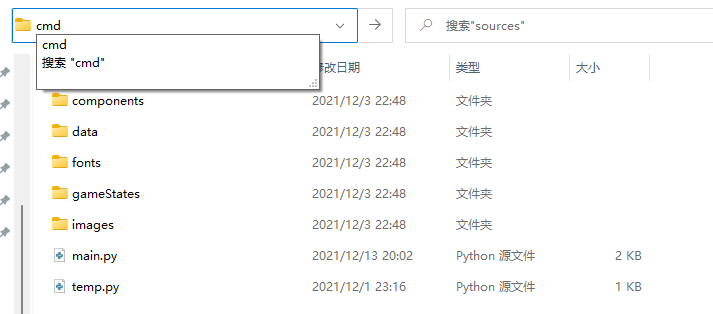 cmd
搜索"sources"
cmd
搜索 "cmd"
修改日期 类型 大小
components 2021/12/3 22:48 文件夹
data 2021/12/3 22:48 文件夹
fonts 2021/12/3 22:48 文件夹
gameStates 2021/12/3 22:48 文件夹
images 2021/12/3 22:48 文件夹
main.py 2021/12/13 20:02 Python 源文件 2 KB
temp.py 2021/12/1 23:16 Python 源文件 1 KB